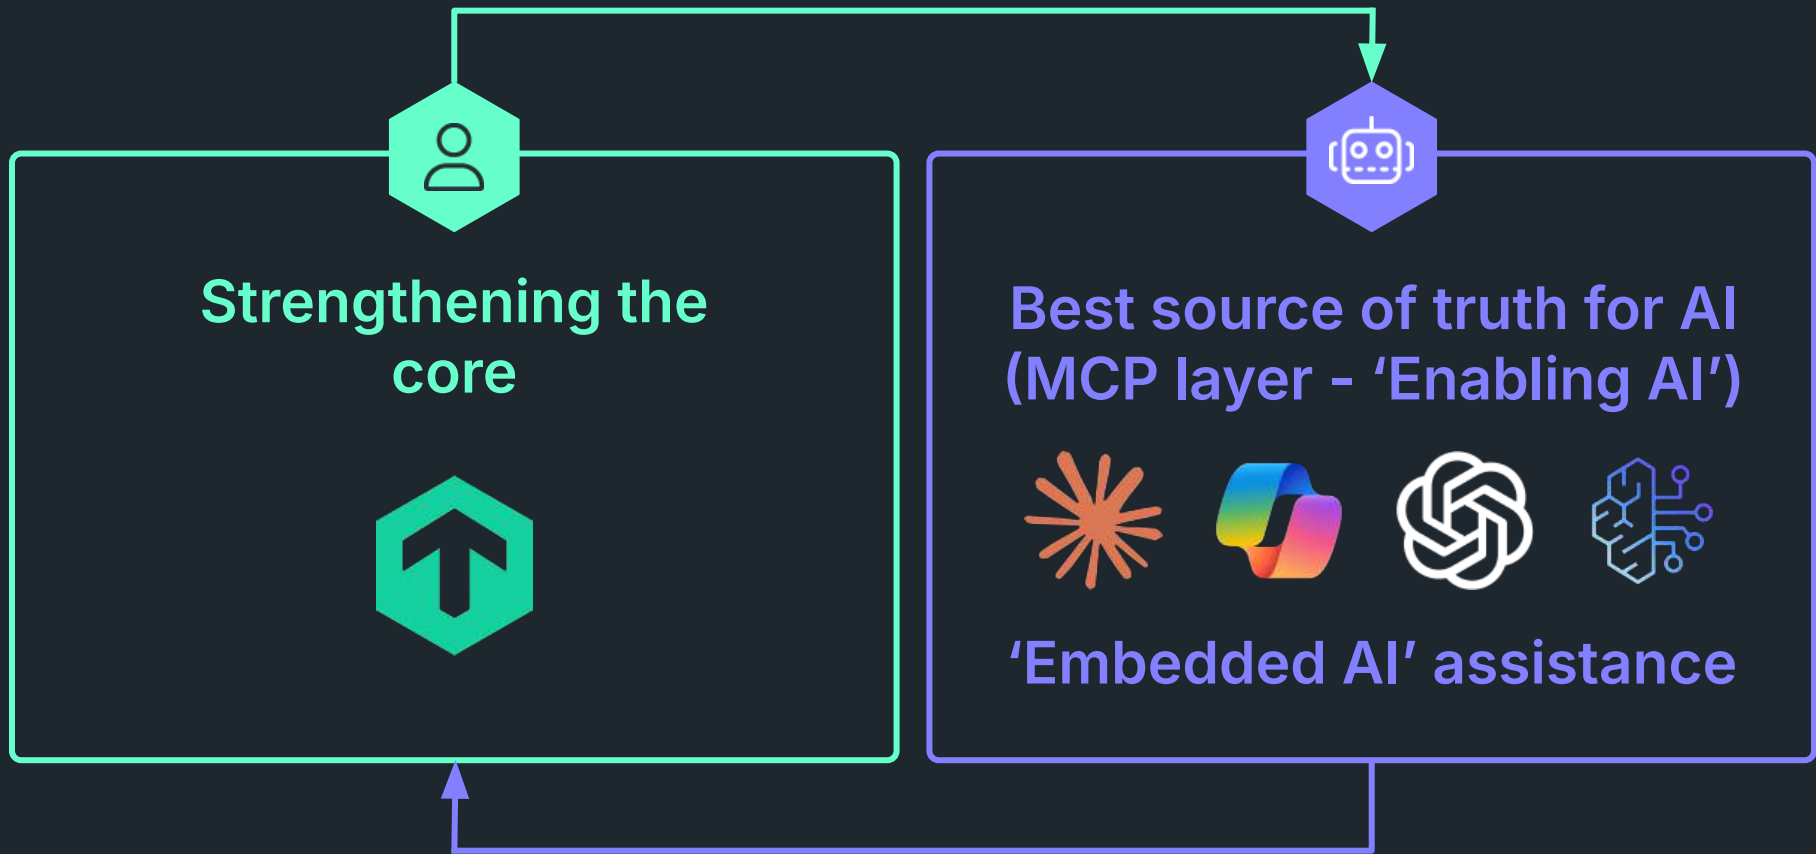 Strengthening the
core
Best source of truth for AI
(MCP layer - ‘Enabling AI’)
‘Embedded AI’ assistance